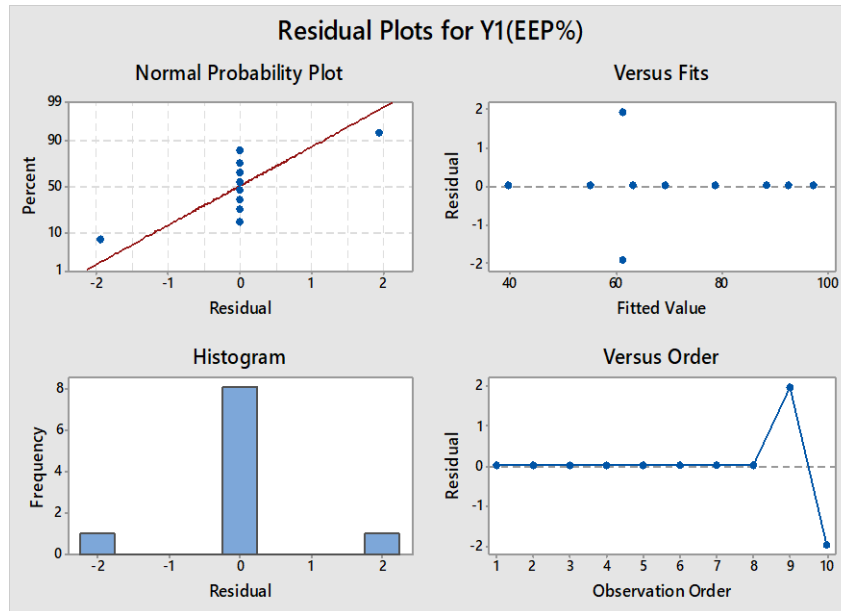 Residual Plots for Y1(EEP%)
Normal Probability Plot
99
90
50
10
1
Percent
-2 -1 0 1 2
Residual
Versus Fits
2
1
0
-1
-2
Residual
40 60 80 100
Fitted Value
Histogram
8
6
4
2
0
Frequency
-2 -1 0 1 2
Residual
Versus Order
2
1
0
-1
-2
Residual
1 2 3 4 5 6 7 8 9 10
Observation Order